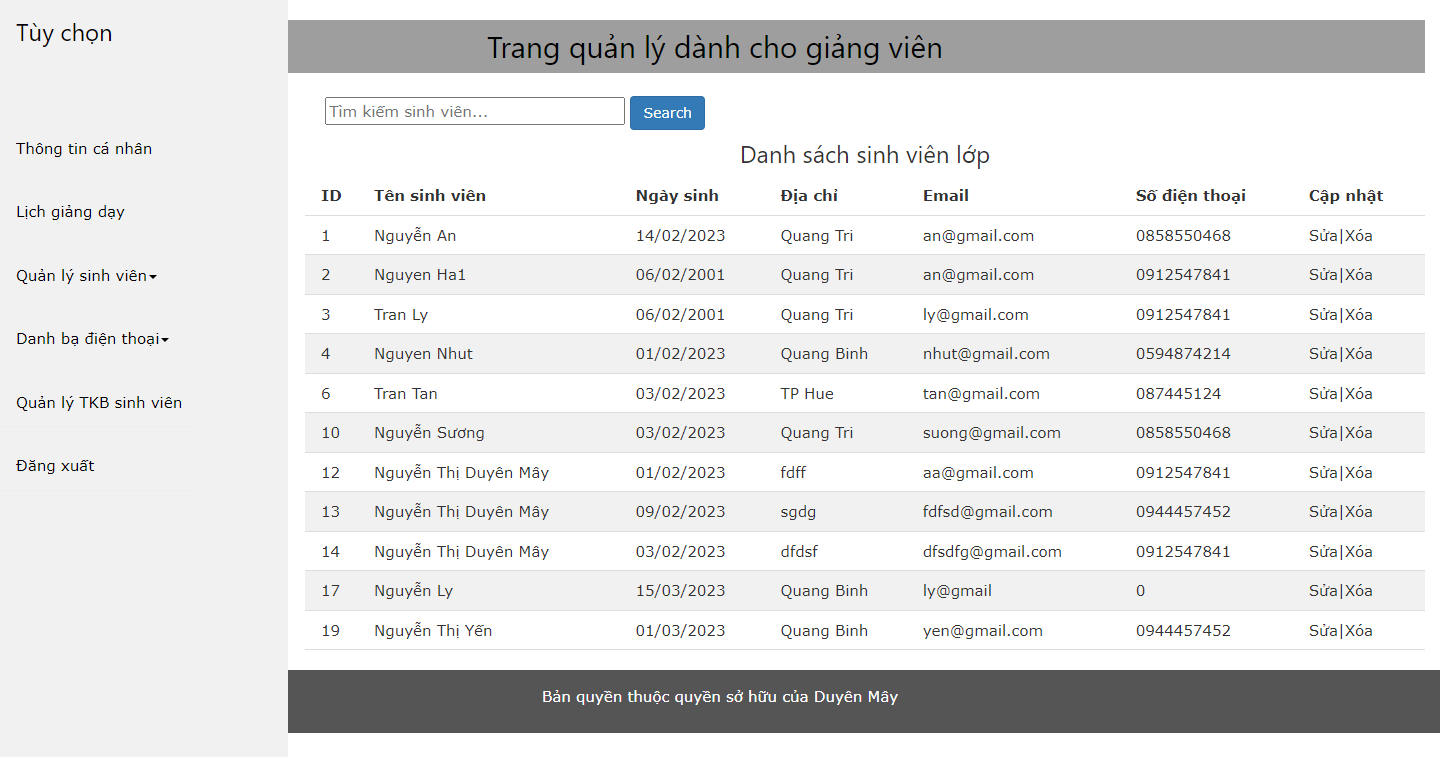 Tùy chọn
Thông tin cá nhân
Lịch giảng dạy
Quản lý sinh viên
Danh bạ điện thoại
Quản lý TKB sinh viên
Đăng xuất
Trang quản lý dành cho giảng viên
Tìm kiếm sinh viên... Search
Danh sách sinh viên lớp
ID Tên sinh viên Ngày sinh Địa chỉ Email Số điện thoại Cập nhật
1 Nguyễn An 14/02/2023 Quang Tri an@gmail.com 0858550468 Sửa|Xóa
2 Nguyen Ha1 06/02/2001 Quang Tri an@gmail.com 0912547841 Sửa|Xóa
3 Tran Ly 06/02/2001 Quang Tri ly@gmail.com 0912547841 Sửa|Xóa
4 Nguyen Nhut 01/02/2023 Quang Binh nhut@gmail.com 0594874214 Sửa|Xóa
6 Tran Tan 03/02/2023 TP Hue tan@gmail.com 087445124 Sửa|Xóa
10 Nguyễn Sương 03/02/2023 Quang Tri suong@gmail.com 0858550468 Sửa|Xóa
12 Nguyễn Thị Duyên Mây 01/02/2023 fdff aa@gmail.com 0912547841 Sửa|Xóa
13 Nguyễn Thị Duyên Mây 09/02/2023 sgdg fdfsd@gmail.com 0944457452 Sửa|Xóa
14 Nguyễn Thị Duyên Mây 03/02/2023 dfdsf dfsdfg@gmail.com 0912547841 Sửa|Xóa
17 Nguyễn Ly 15/03/2023 Quang Binh ly@gmail 0 Sửa|Xóa
19 Nguyễn Thị Yến 01/03/2023 Quang Binh yen@gmail.com 0944457452 Sửa|Xóa
Bản quyền thuộc quyền sở hữu của Duyên Mây